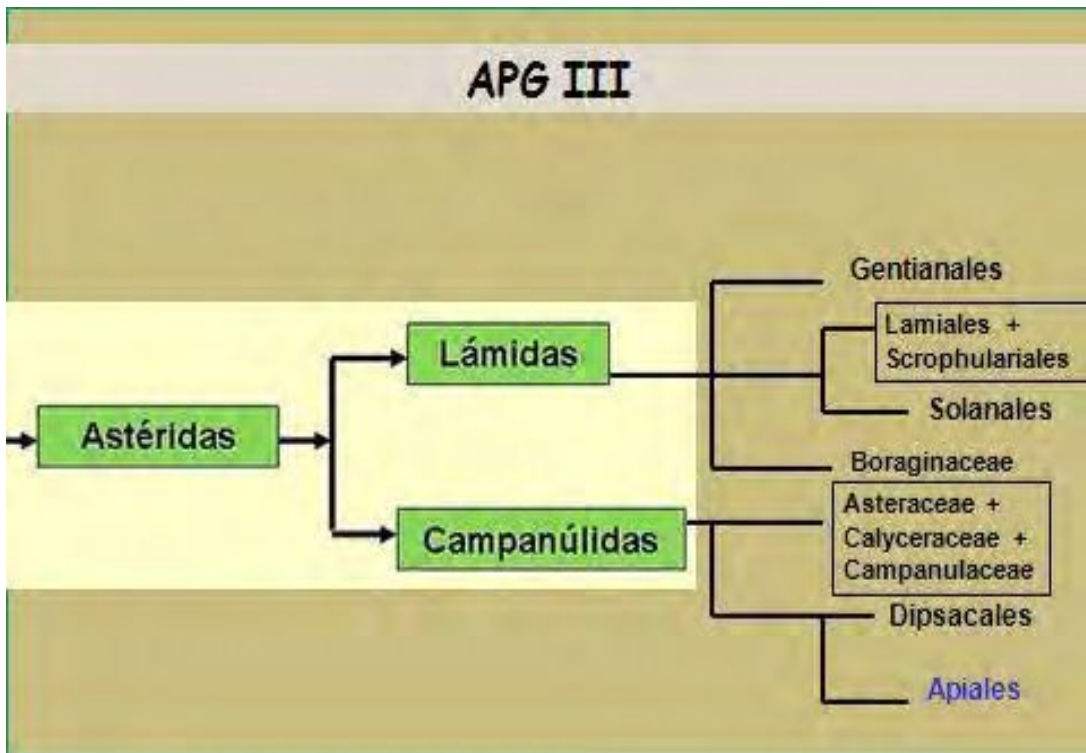 APG III
Gentianales
Lámidas
Lamiales +
Scrophulariales
Solanales
Astéridas
Boraginaceae
Campanúlidas
Asteraceae +
Calyceraceae +
Campanulaceae
Dipsacales
Apiales